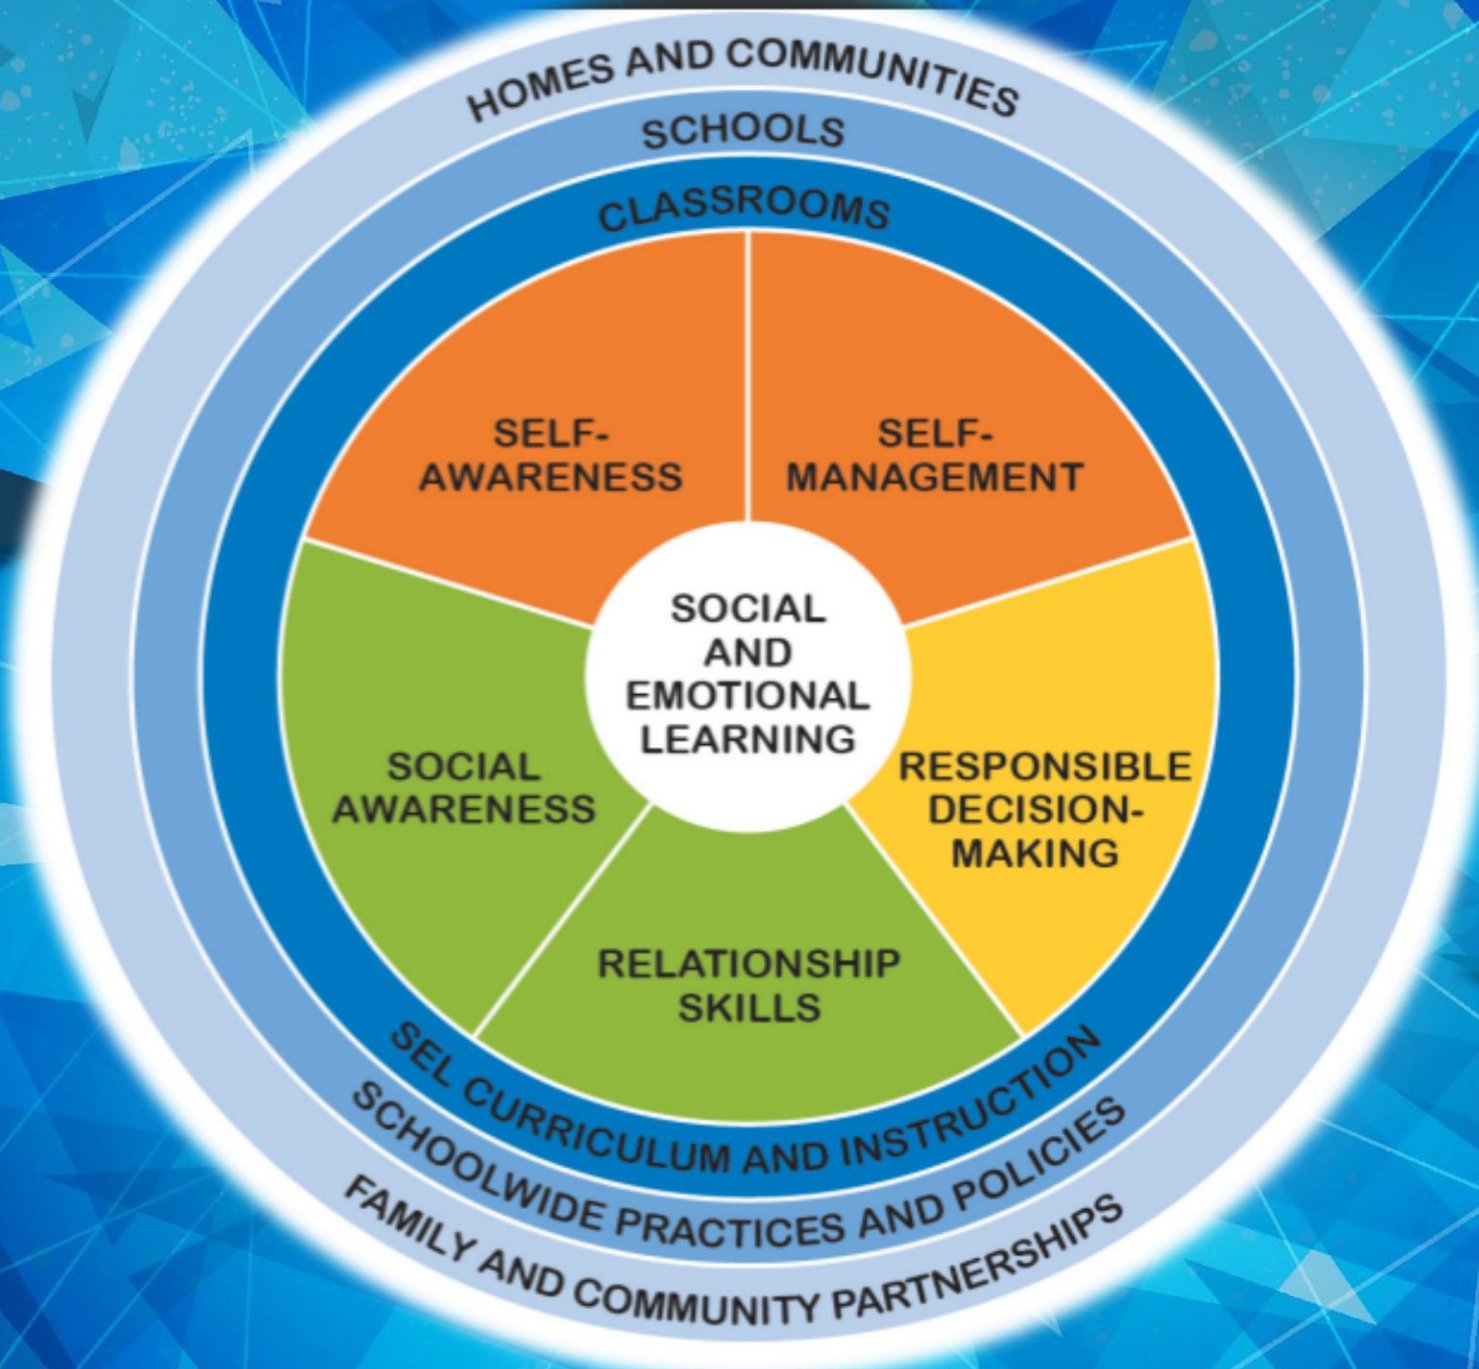 HOMES AND COMMUNITIES
SCHOOLS
CLASSROOMS
SELF-
AWARENESS
SELF-
MANAGEMENT
SOCIAL
AND
EMOTIONAL
LEARNING
SOCIAL
AWARENESS
RESPONSIBLE
DECISION-
MAKING
RELATIONSHIP
SKILLS
SEL CURRICULUM AND INSTRUCTION
SCHOOLWIDE PRACTICES AND POLICIES
FAMILY AND COMMUNITY PARTNERSHIPS